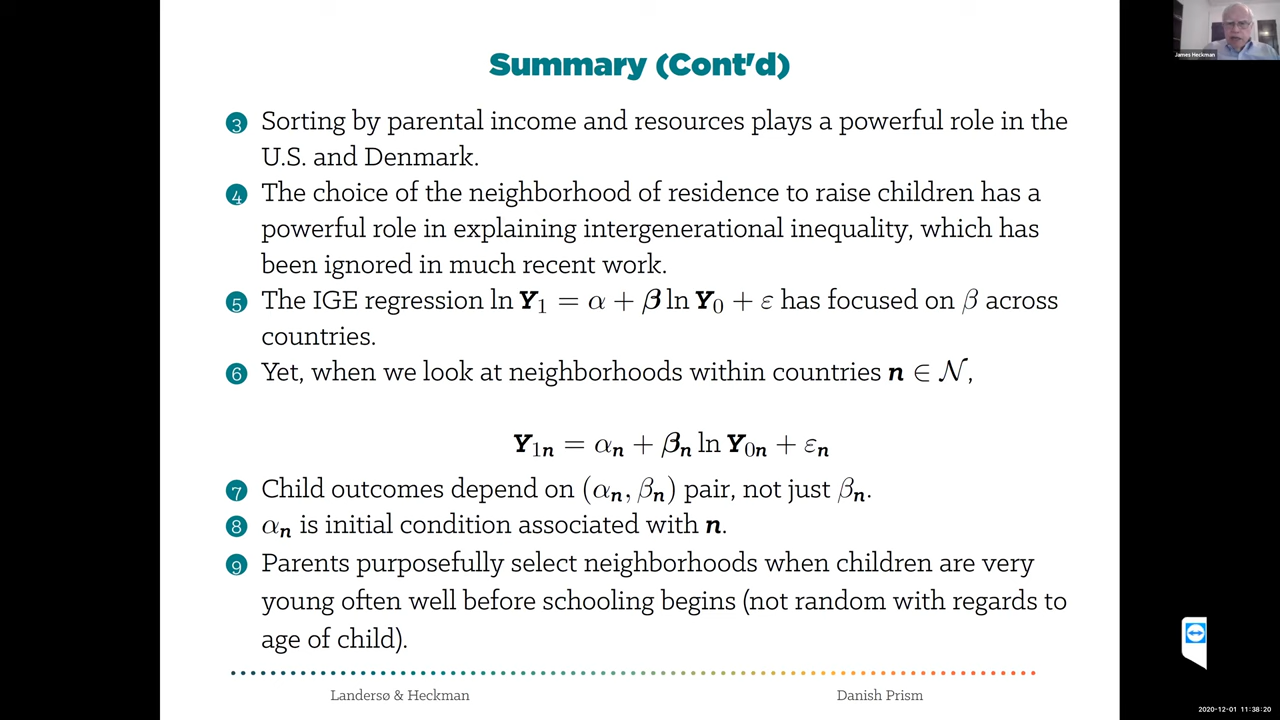 Summary (Cont'd)
James Heckman
3 Sorting by parental income and resources plays a powerful role in the
U.S. and Denmark.
4 The choice of the neighborhood of residence to raise children has a
powerful role in explaining intergenerational inequality, which has
been ignored in much recent work.
5 The IGE regression ln Y₁ = α + β ln Y₀ + ε has focused on β across
countries.
6 Yet, when we look at neighborhoods within countries n ∈ 𝒩,
Y₁ₙ = αₙ + βₙ ln Y₀ₙ + εₙ
7 Child outcomes depend on (αₙ, βₙ) pair, not just βₙ.
8 αₙ is initial condition associated with n.
9 Parents purposefully select neighborhoods when children are very
young often well before schooling begins (not random with regards to
age of child).
Landersø & Heckman
Danish Prism
2020-12-01 11:38:20